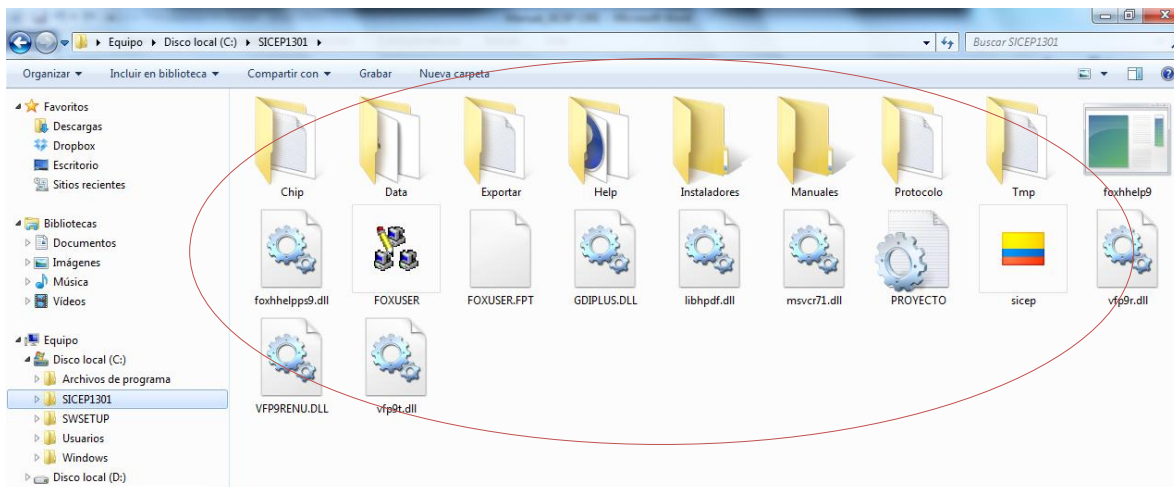 Equipo ▸ Disco local (C:) ▸ SICEP1301 ▸
Buscar SICEP1301
Organizar Incluir en biblioteca Compartir con Grabar Nueva carpeta
Favoritos
Descargas
Dropbox
Escritorio
Sitios recientes
Bibliotecas
Documentos
Imágenes
Música
Vídeos
Equipo
Disco local (C:)
Archivos de programa
SICEP1301
SWSETUP
Usuarios
Windows
Disco local (D:)
Chip Data Exportar Help Instaladores Manuales Protocolo Tmp foxhhelp9
foxhhelpps9.dll FOXUSER FOXUSER.FPT GDIPLUS.DLL libhpdf.dll msvcr71.dll PROYECTO sicep vfp9r.dll
VFP9RENU.DLL vfp9t.dll